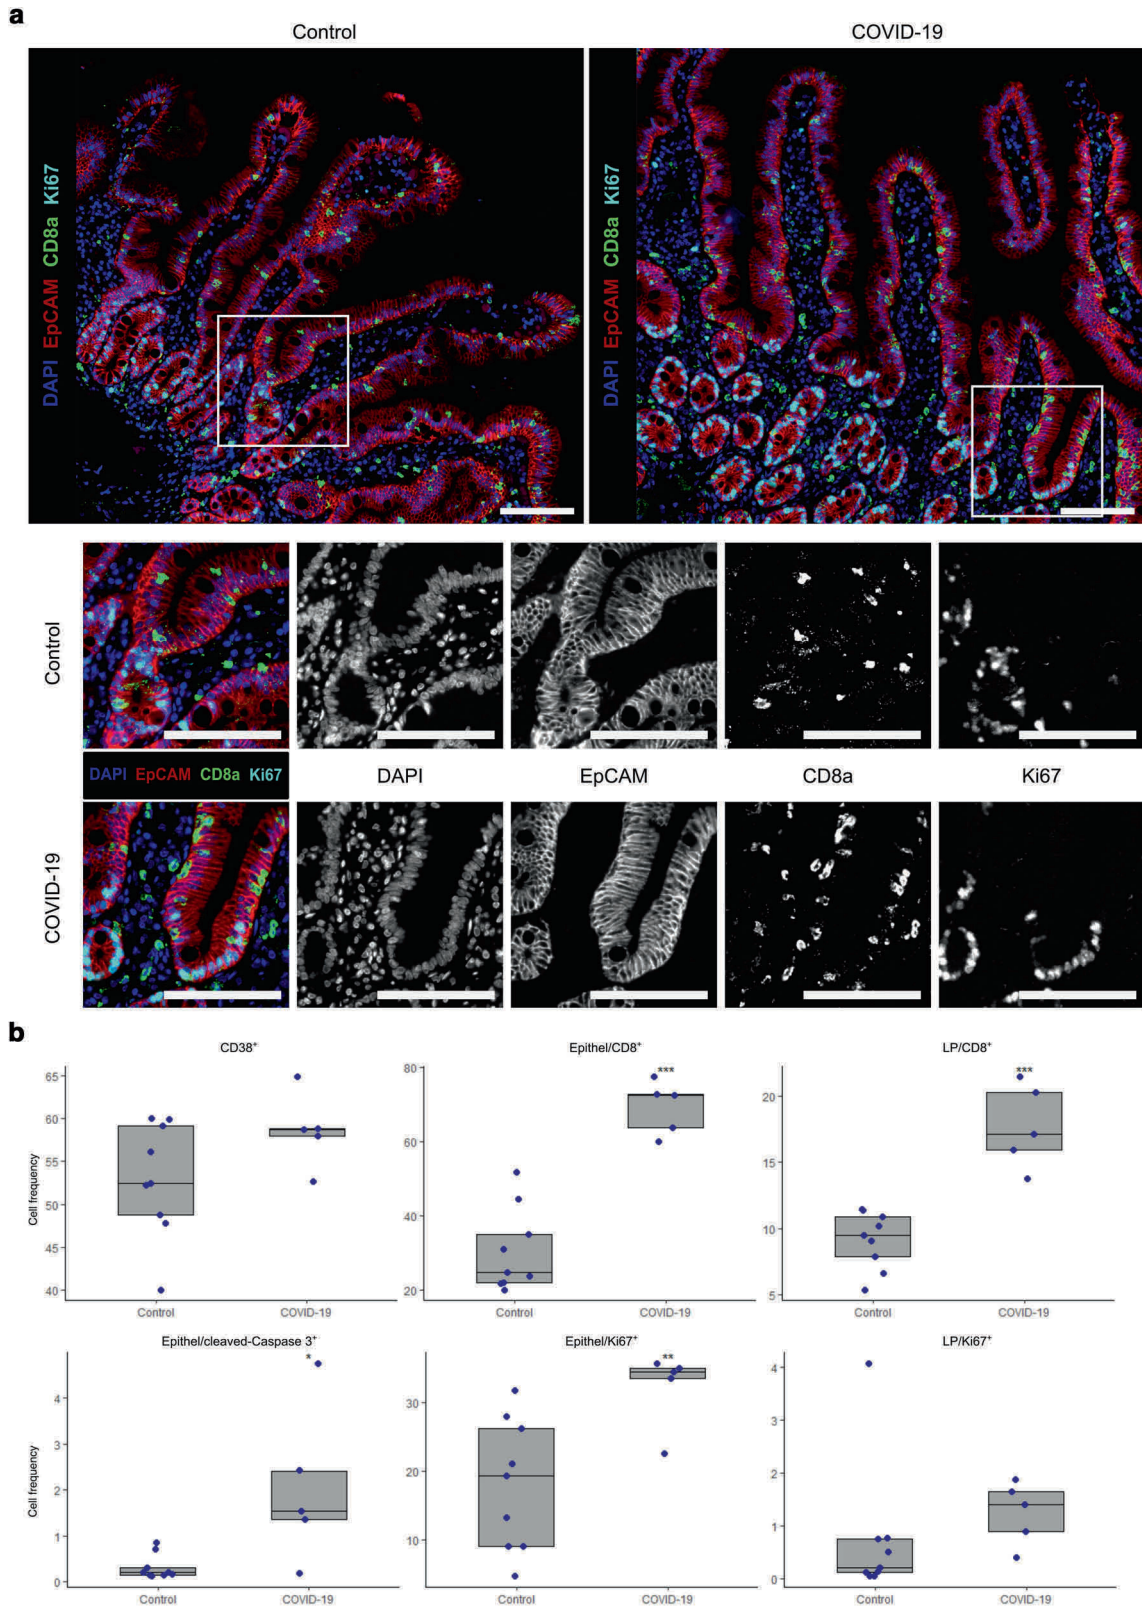 a
Control
COVID-19
DAPI EpCAM CD8a Ki67
DAPI EpCAM CD8a Ki67
Control
DAPI EpCAM CD8a Ki67
DAPI
EpCAM
CD8a
Ki67
COVID-19
b
CD38+
Epithel/CD8+
LP/CD8+
Cell frequency
65
60
55
50
45
40
Control
COVID-19
80
60
40
20
***
Control
COVID-19
20
15
10
5
***
Control
COVID-19
Epithel/cleaved-Caspase 3+
Epithel/Ki67+
LP/Ki67+
Cell frequency
4
3
2
1
0
*
Control
COVID-19
30
20
10
**
Control
COVID-19
4
3
2
1
0
Control
COVID-19